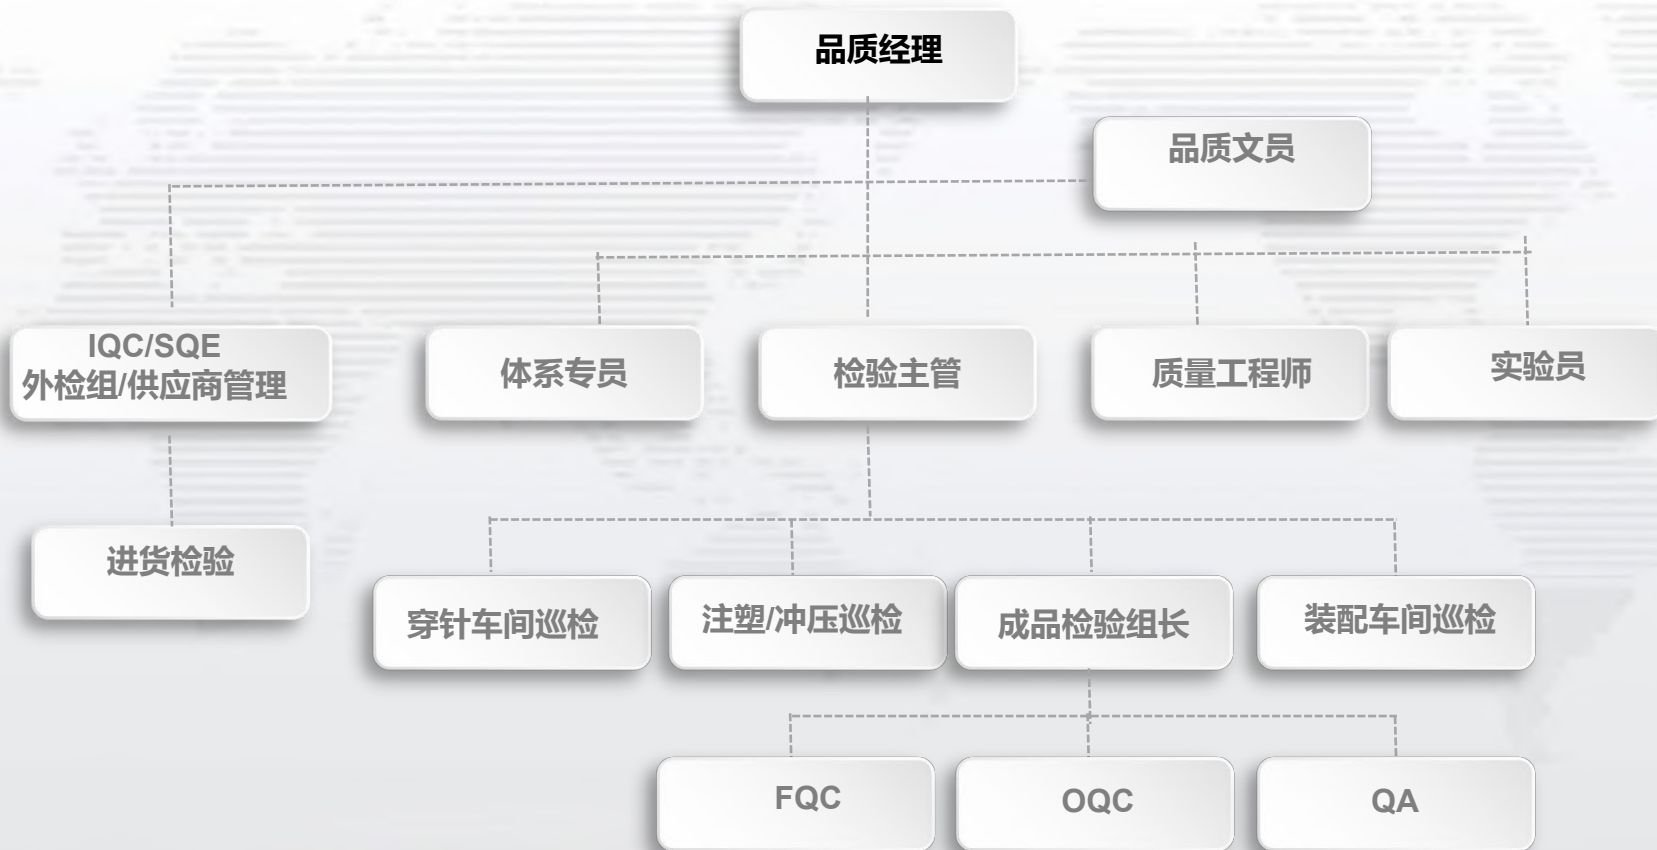 品质经理
品质文员
IQC/SQE
外检组/供应商管理
体系专员
检验主管
质量工程师
实验员
进货检验
穿针车间巡检
注塑/冲压巡检
成品检验组长
装配车间巡检
FQC
OQC
QA